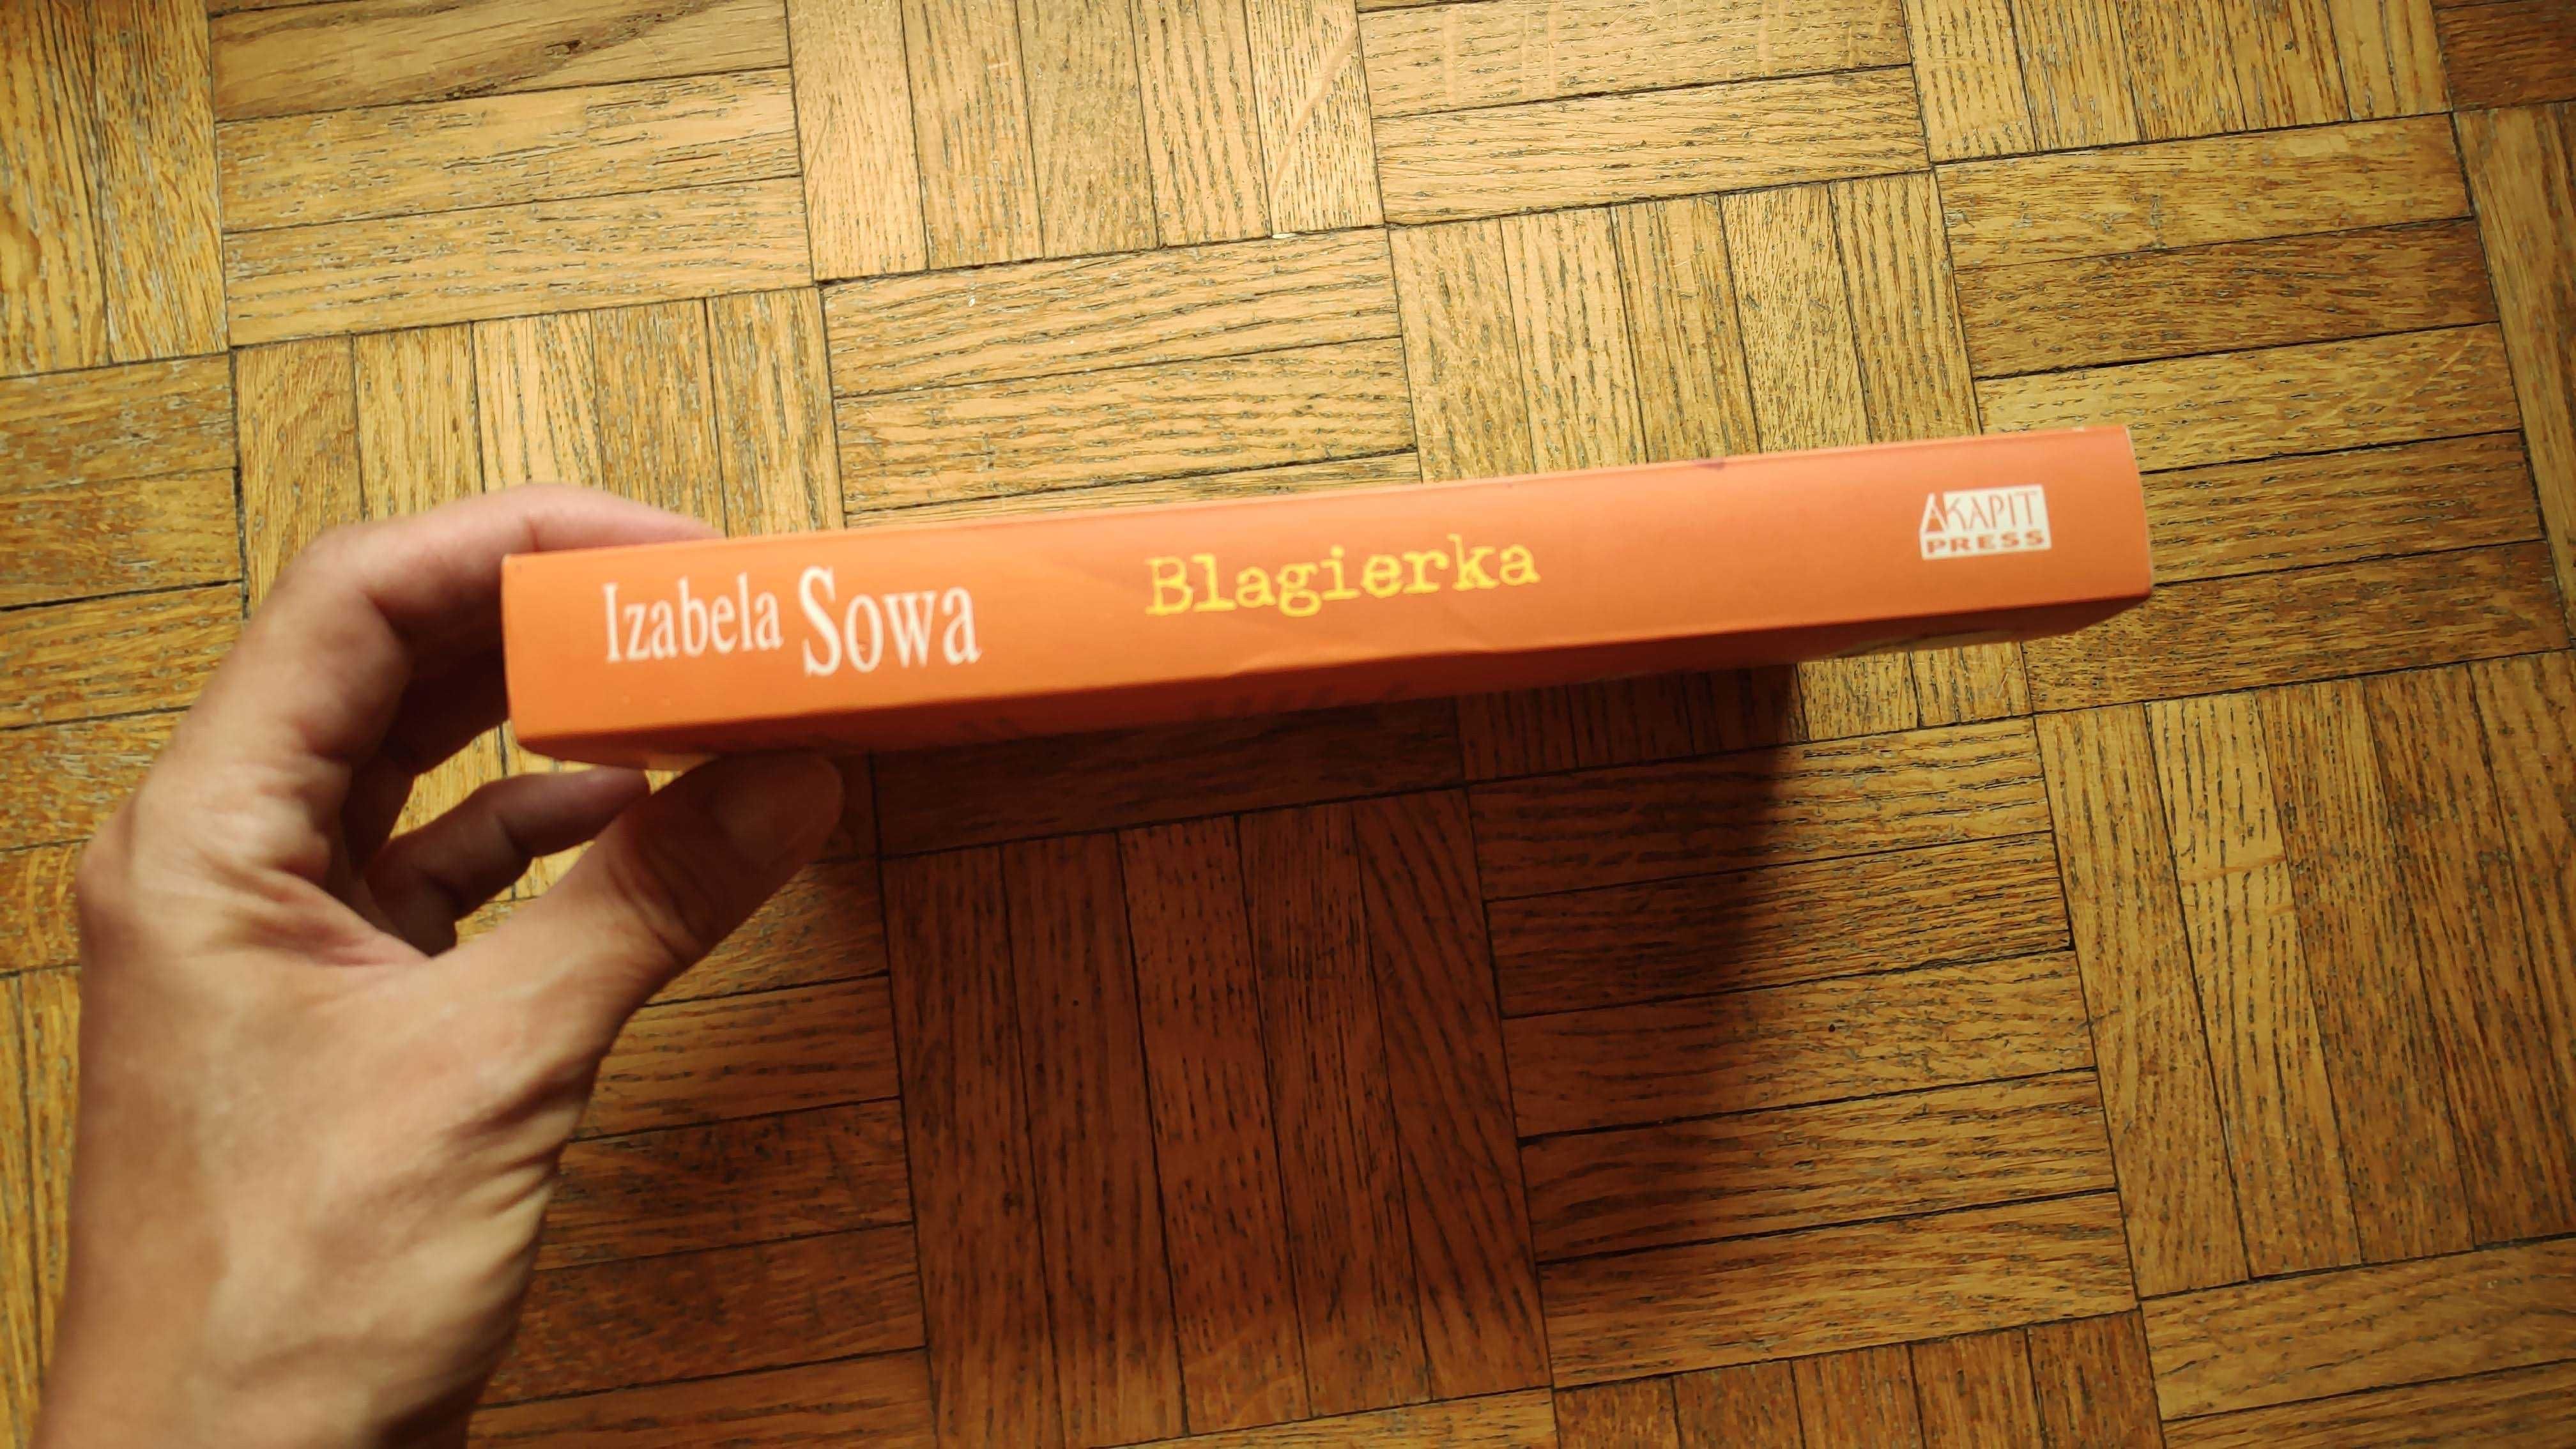 Izabela Sowa
Blagierka
AKAPIT
PRESS